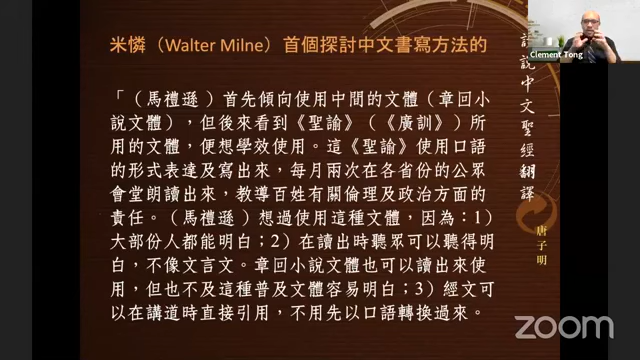 米憐（Walter Milne）首個探討中文書寫方法的
「（馬禮遜）首先傾向使用中間的文體（章回小
說文體），但後來看到《聖諭》（《廣訓》）所
用的文體，便想學效使用。這《聖諭》使用口語
的形式表達及寫出來，每月兩次在各省份的公眾
會堂朗讀出來，教導百姓有關倫理及政治方面的
責任。（馬禮遜）想過使用這種文體，因為：1）
大部份人都能明白；2）在讀出時聽眾可以聽得明
白，不像文言文。章回小說文體也可以讀出來使
用，但也不及這種普及文體容易明白；3）經文可
以在講道時直接引用，不用先以口語轉換過來。
說中文聖經翻譯
唐子明
Clement Tong
zoom